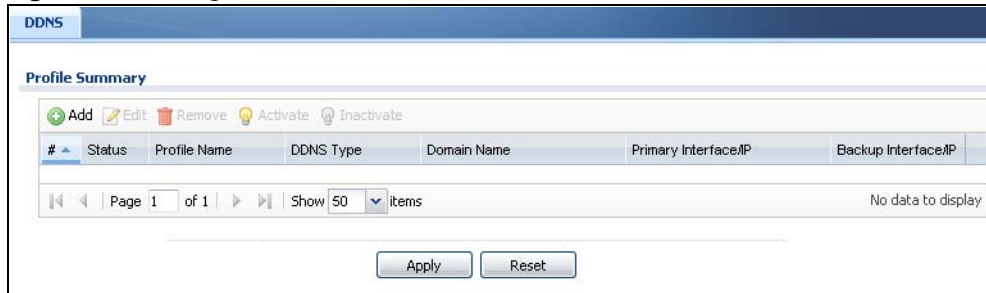 DDNS
Profile Summary
Add Edit Remove Activate Inactivate
# Status Profile Name DDNS Type Domain Name Primary Interface/IP Backup Interface/IP
Page 1 of 1 Show 50 items No data to display
Apply Reset